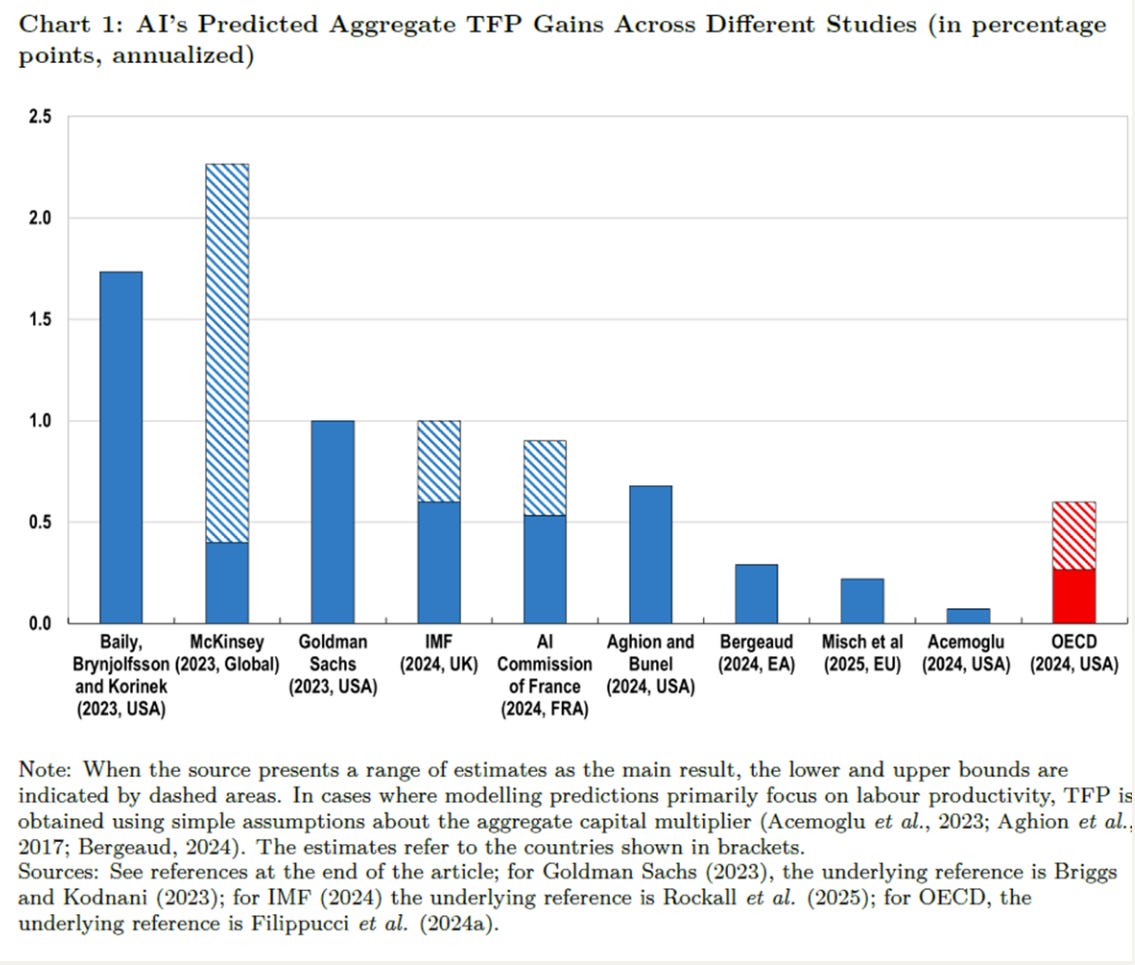 Chart 1: AI's Predicted Aggregate TFP Gains Across Different Studies (in percentage
points, annualized)
2.5
2.0
1.5
1.0
0.5
0.0
Baily,
Brynjolfsson
and Korinek
(2023, USA)
McKinsey
(2023, Global)
Goldman
Sachs
(2023, USA)
IMF
(2024, UK)
AI
Commission
of France
(2024, FRA)
Aghion and
Bunel
(2024, USA)
Bergeaud
(2024, EA)
Misch et al
(2025, EU)
Acemoglu
(2024, USA)
OECD
(2024, USA)
Note: When the source presents a range of estimates as the main result, the lower and upper bounds are
indicated by dashed areas. In cases where modelling predictions primarily focus on labour productivity, TFP is
obtained using simple assumptions about the aggregate capital multiplier (Acemoglu et al., 2023; Aghion et al.,
2017; Bergeaud, 2024). The estimates refer to the countries shown in brackets.
Sources: See references at the end of the article; for Goldman Sachs (2023), the underlying reference is Briggs
and Kodnani (2023); for IMF (2024) the underlying reference is Rockall et al. (2025); for OECD, the
underlying reference is Filippucci et al. (2024a).